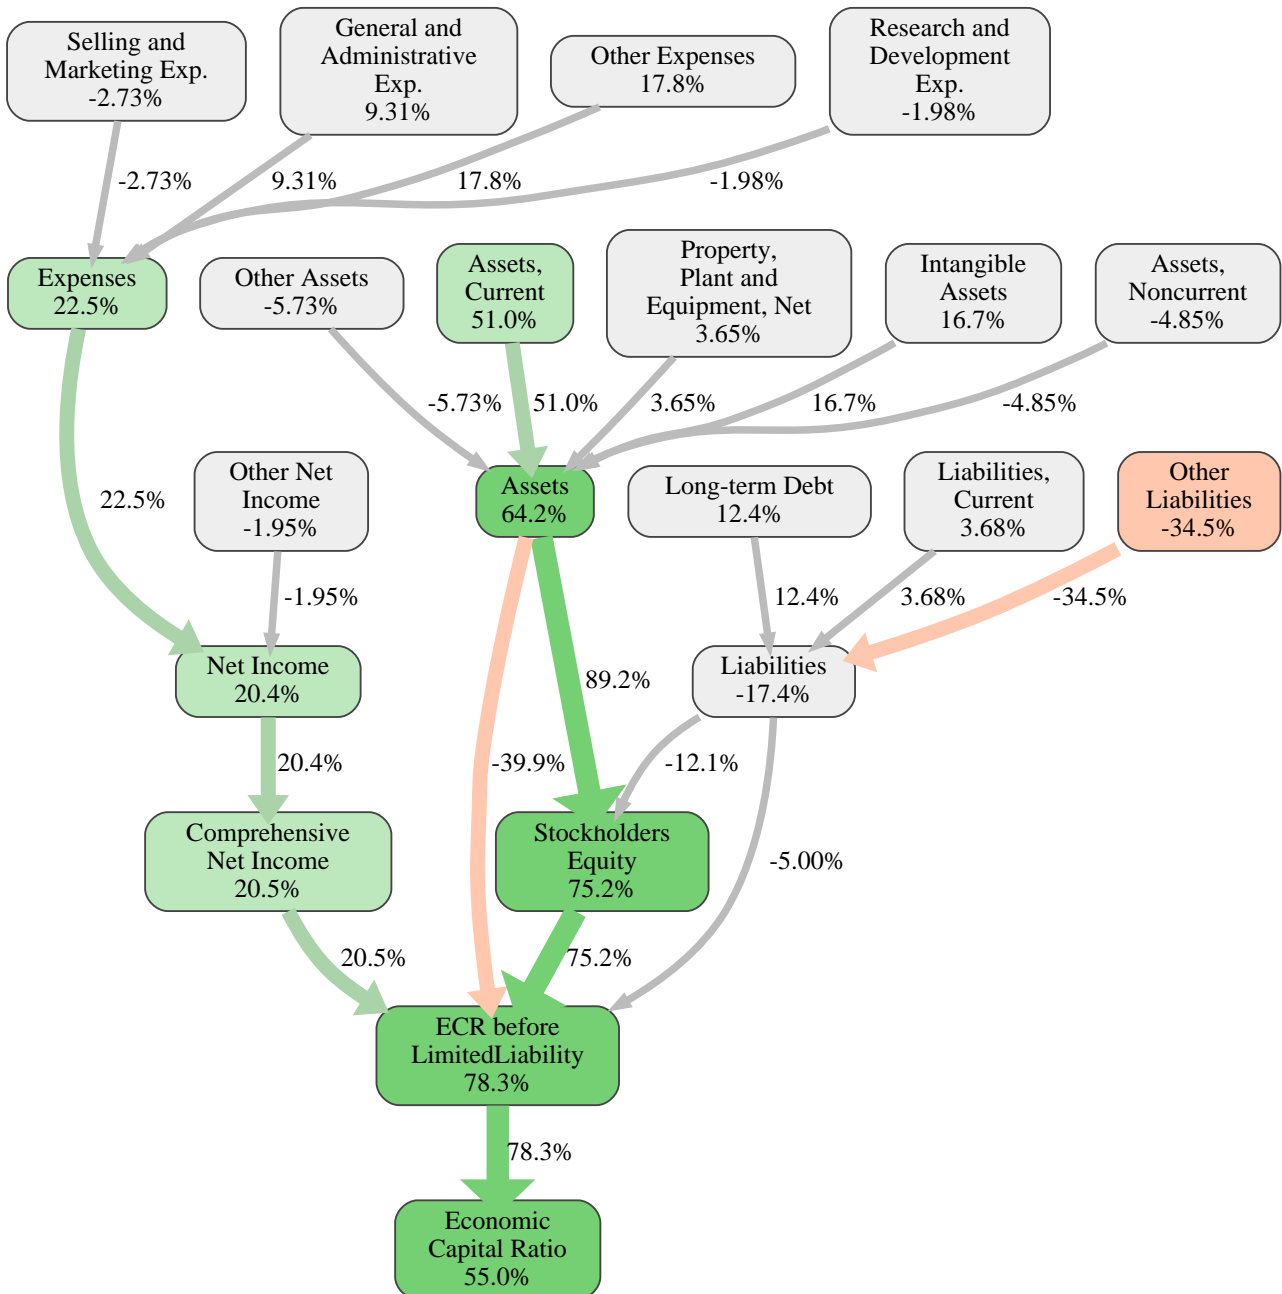 Selling and
Marketing Exp.
-2.73%
General and
Administrative
Exp.
9.31%
Other Expenses
17.8%
Research and
Development
Exp.
-1.98%
-2.73%
9.31%
17.8%
-1.98%
Expenses
22.5%
Other Assets
-5.73%
Assets,
Current
51.0%
Property,
Plant and
Equipment, Net
3.65%
Intangible
Assets
16.7%
Assets,
Noncurrent
-4.85%
-5.73%
51.0%
3.65%
16.7%
-4.85%
22.5%
Other Net
Income
-1.95%
Assets
64.2%
Long-term Debt
12.4%
Liabilities,
Current
3.68%
Other
Liabilities
-34.5%
-1.95%
12.4%
3.68%
-34.5%
Net Income
20.4%
89.2%
Liabilities
-17.4%
20.4%
-39.9%
-12.1%
Comprehensive
Net Income
20.5%
Stockholders
Equity
75.2%
-5.00%
20.5%
75.2%
ECR before
LimitedLiability
78.3%
78.3%
Economic
Capital Ratio
55.0%